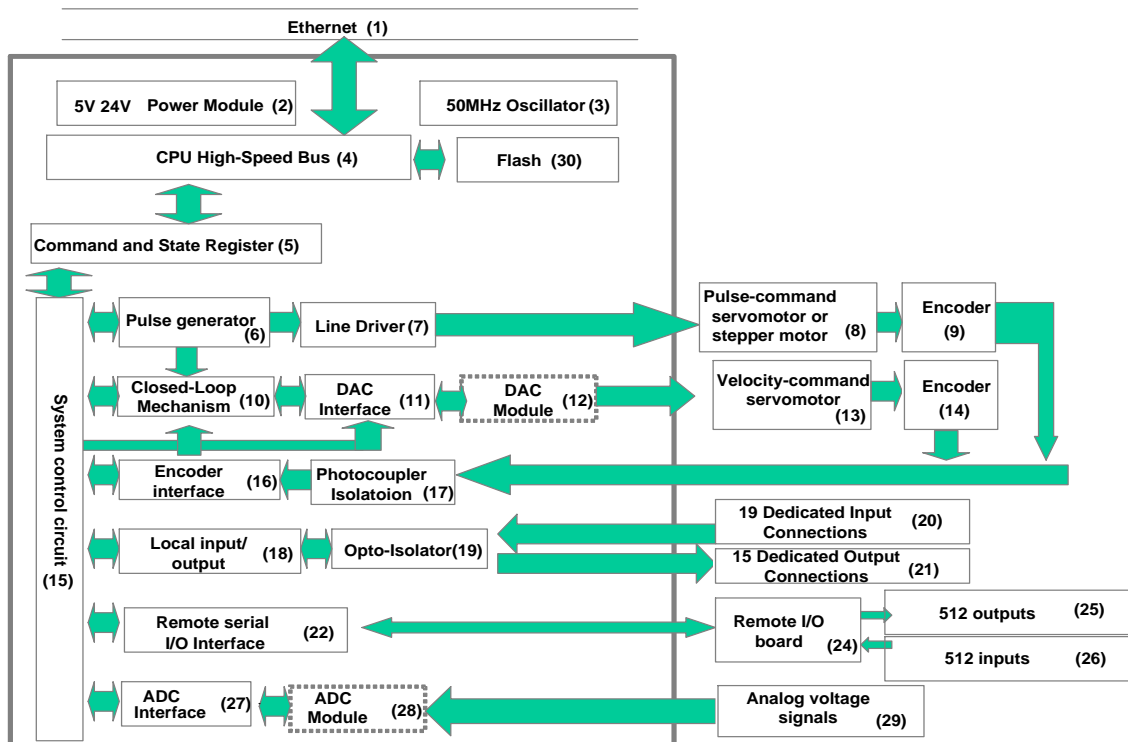 Ethernet (1)
5V 24V Power Module (2)
50MHz Oscillator (3)
CPU High-Speed Bus (4)
Flash (30)
Command and State Register (5)
Pulse generator (6)
Line Driver (7)
Pulse-command
servomotor or
stepper motor (8)
Encoder
(9)
Closed-Loop
Mechanism (10)
DAC
Interface (11)
DAC
Module (12)
Velocity-command
servomotor (13)
Encoder
(14)
System control circuit
(15)
Encoder
interface (16)
Photocoupler
Isolatoion (17)
Local input/
output (18)
Opto-Isolator(19)
19 Dedicated Input
Connections (20)
15 Dedicated Output
Connections (21)
Remote serial
I/O Interface (22)
Remote I/O
board (24)
512 outputs (25)
512 inputs (26)
ADC
Interface (27)
ADC
Module (28)
Analog voltage
signals (29)